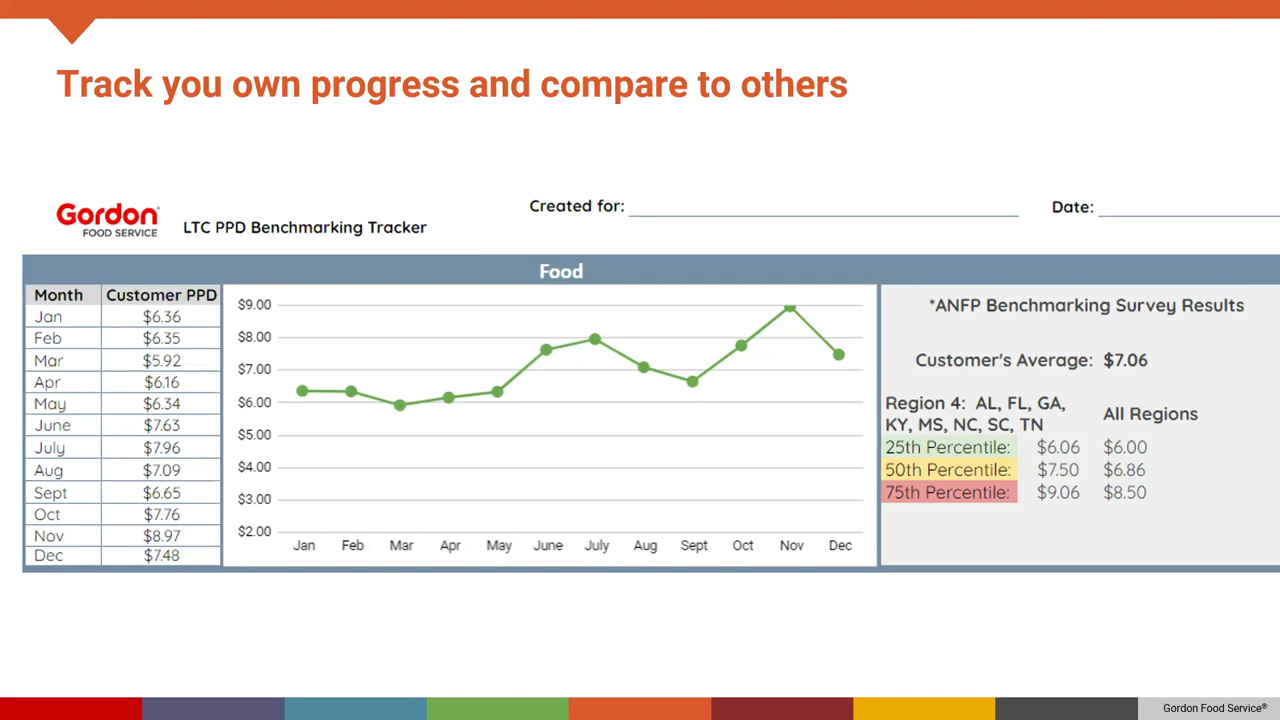 Track you own progress and compare to others
Gordon
FOOD SERVICE
LTC PPD Benchmarking Tracker
Created for:
Date:
Food
Month Customer PPD
Jan $6.36
Feb $6.35
Mar $5.92
Apr $6.16
May $6.34
June $7.63
July $7.96
Aug $7.09
Sept $6.65
Oct $7.76
Nov $8.97
Dec $7.48
$9.00
$8.00
$7.00
$6.00
$5.00
$4.00
$3.00
$2.00
Jan Feb Mar Apr May June July Aug Sept Oct Nov Dec
*ANFP Benchmarking Survey Results
Customer's Average: $7.06
Region 4: AL, FL, GA,
KY, MS, NC, SC, TN
All Regions
25th Percentile: $6.06 $6.00
50th Percentile: $7.50 $6.86
75th Percentile: $9.06 $8.50
Gordon Food Service®